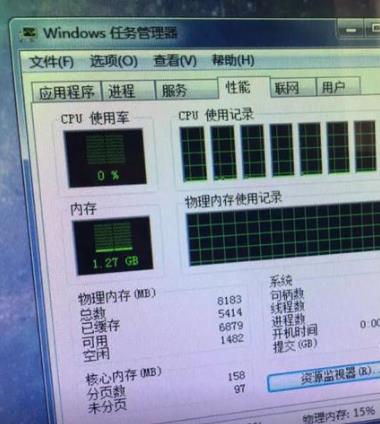 Windows 任务管理器
文件(F) 选项(O) 查看(V) 帮助(H)
应用程序 进程 服务 性能 联网 用户
CPU 使用率 CPU 使用记录
0 %
内存 物理内存使用记录
1.27 GB
物理内存(MB)
总数 8183
已缓存 5414
可用 6879
空闲 1482
系统
句柄数
线程数
进程数
开机时间 0:00
提交(GB)
核心内存(MB)
分页数 158
未分页 97
资源监视器(R)...
物理内存: 15%